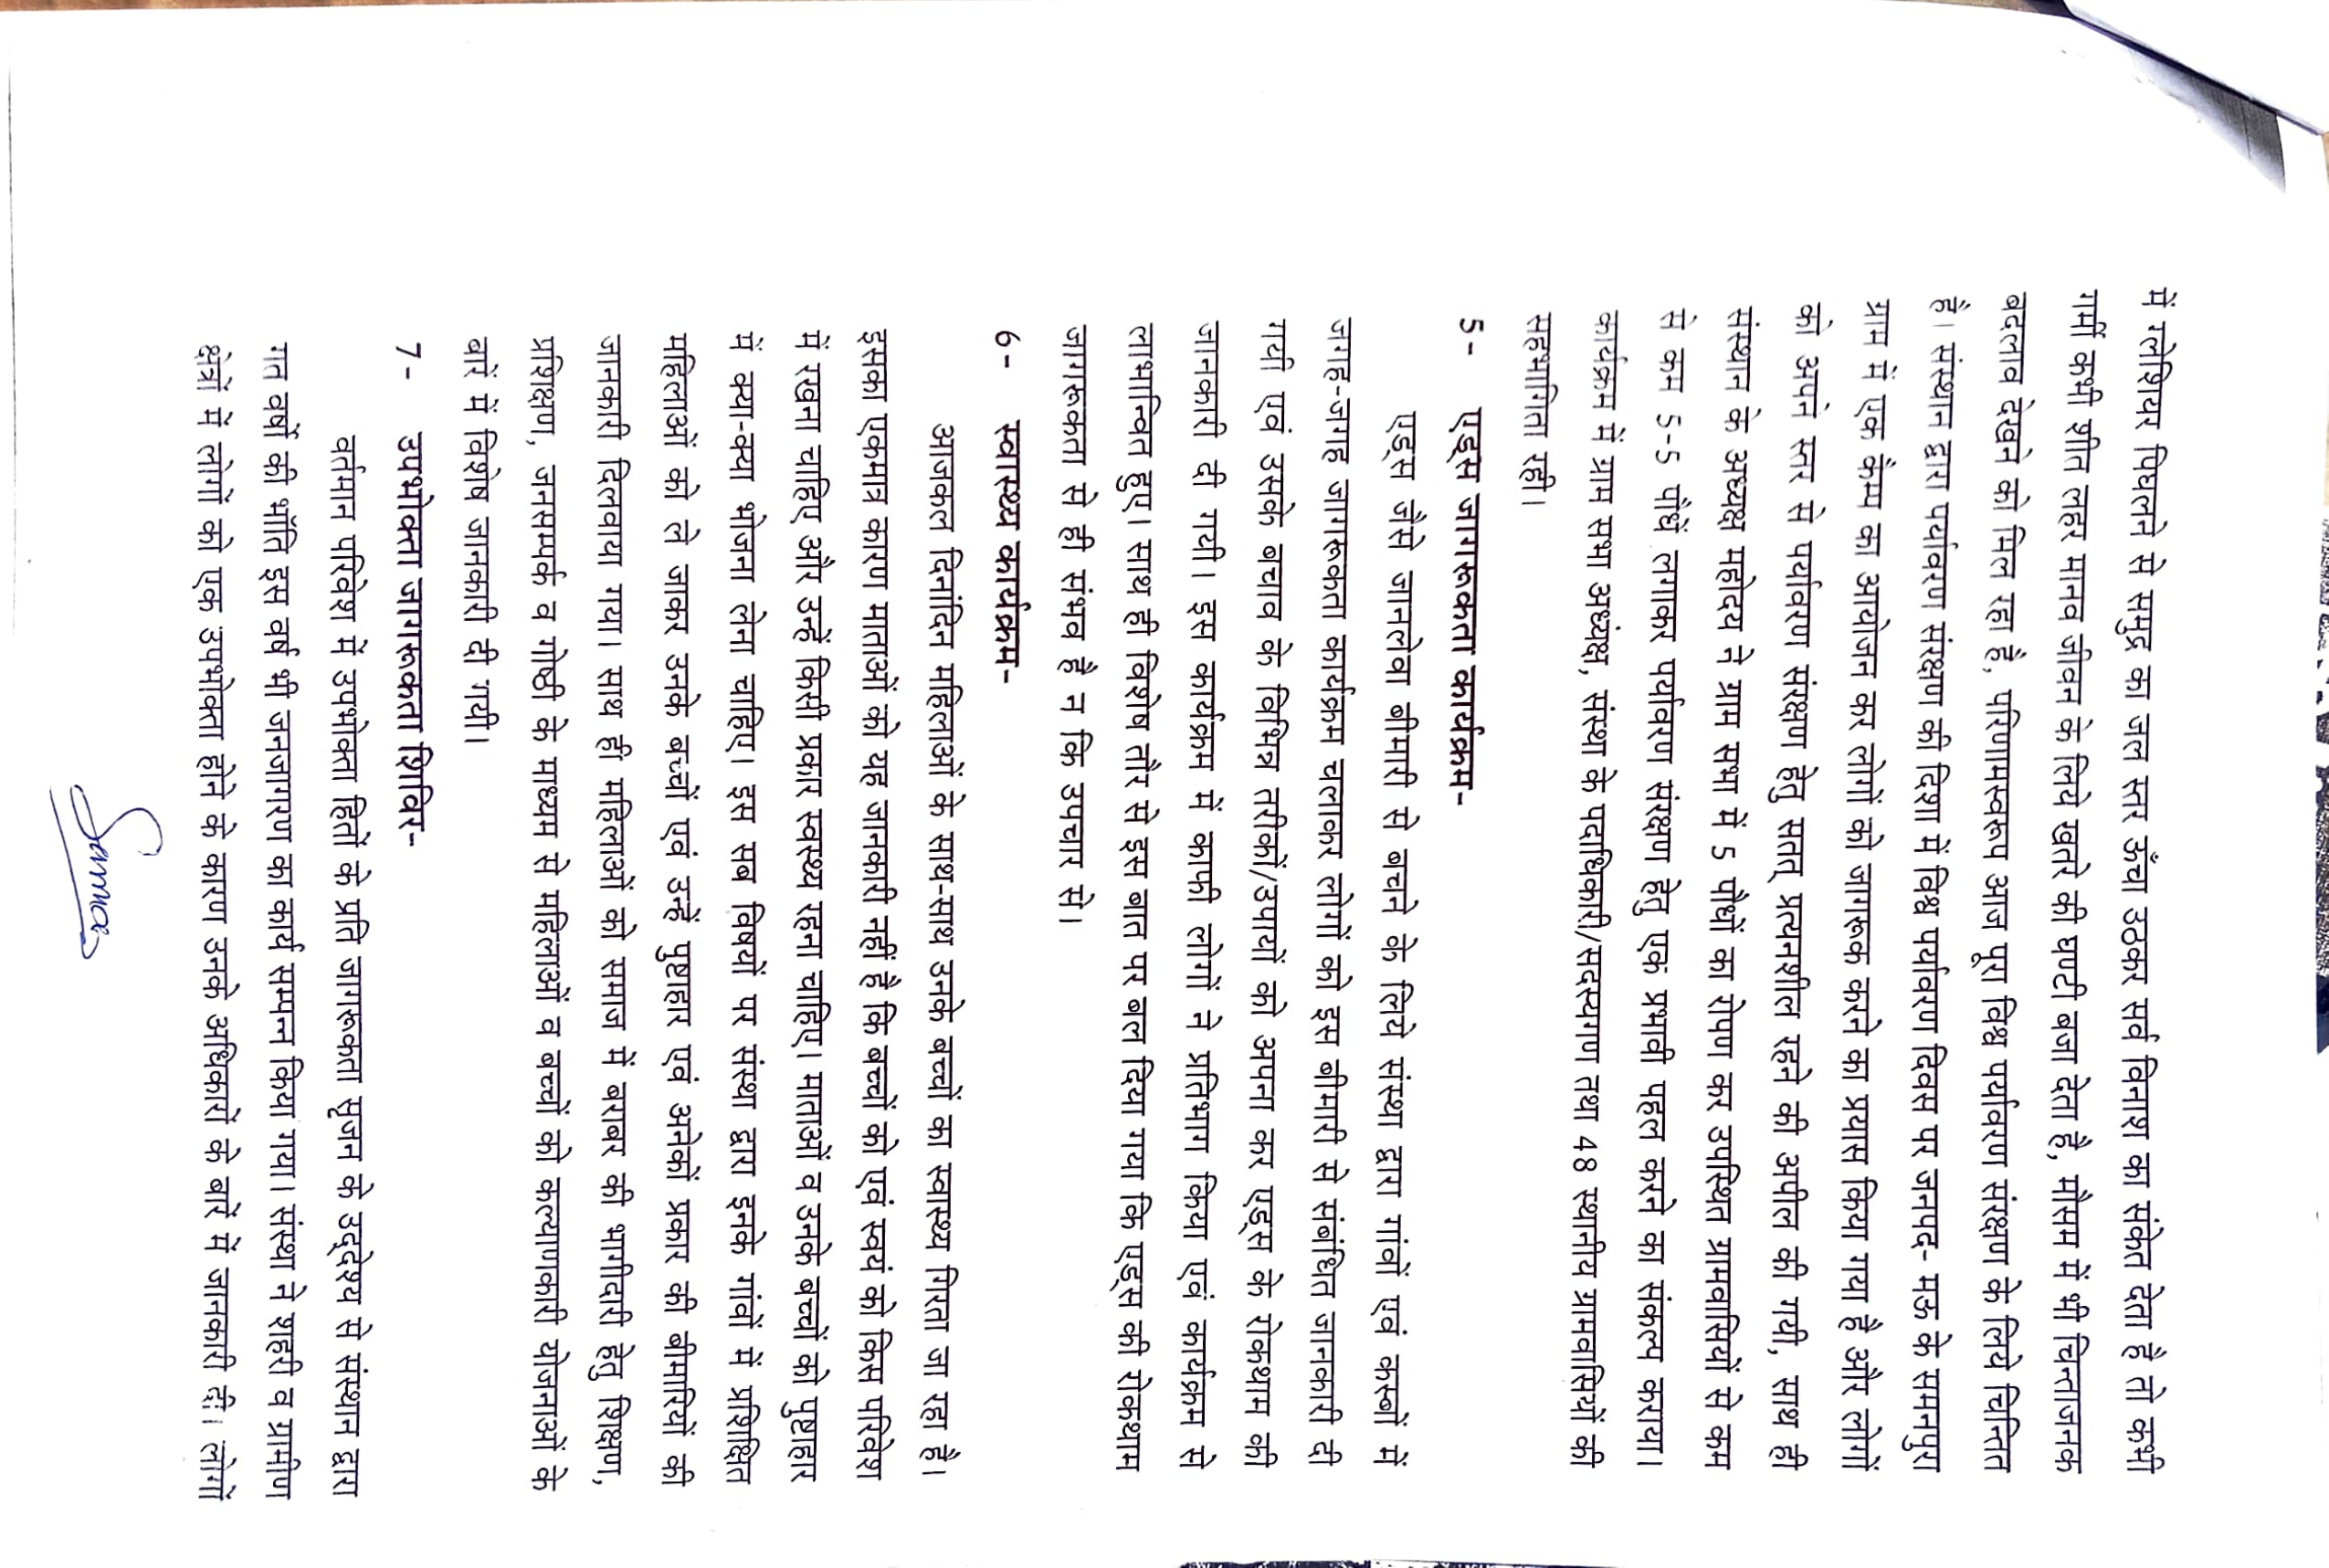 में ग्लेशियर पिघलने से समुद्र का जल स्तर ऊँचा उठकर सर्व विनाश का संकेत देता है तो कभी
गर्मी कभी शीत लहर मानव जीवन के लिये खतरे की घण्टी बजा देता है, मौसम में भी चिन्ताजनक
बदलाव देखने को मिल रहा है, परिणामस्वरूप आज पूरा विश्व पर्यावरण संरक्षण के लिये चिन्तित
है। संस्थान द्वारा पर्यावरण संरक्षण की दिशा में विश्व पर्यावरण दिवस पर जनपद- मऊ के समनपुरा
ग्राम में एक कैम्प का आयोजन कर लोगों को जागरूक करने का प्रयास किया गया है और लोगों
को अपने स्तर से पर्यावरण संरक्षण हेतु सतत् प्रत्यनशील रहने की अपील की गयी, साथ ही
संस्थान के अध्यक्ष महोदय ने ग्राम सभा में 5 पौधों का रोपण कर उपस्थित ग्रामवासियों से कम
से कम 5-5 पौधें लगाकर पर्यावरण संरक्षण हेतु एक प्रभावी पहल करने का संकल्प कराया।
कार्यक्रम में ग्राम सभा अध्यंक्ष, संस्था के पदाधिकारी/सदस्यगण तथा 48 स्थानीय ग्रामवासियों की
सहभागिता रही।
5- एड्स जागरूकता कार्यक्रम-
एड्स जैसे जानलेवा बीमारी से बचने के लिये संस्था द्वारा गांवों एवं कस्बों में
जगह-जगह जागरूकता कार्यक्रम चलाकर लोगों को इस बीमारी से संबंधित जानकारी दी
गयी एवं उसके बचाव के विभिन्न तरीकों/उपायों को अपना कर एड्स के रोकथाम की
जानकारी दी गयी। इस कार्यक्रम में काफी लोगों ने प्रतिभाग किया एवं कार्यक्रम से
लाभान्वित हुए। साथ ही विशेष तौर से इस बात पर बल दिया गया कि एड्स की रोकथाम
जागरूकता से ही संभव है न कि उपचार से।
6- स्वास्थ्य कार्यक्रम-
आजकल दिनांदिन महिलाओं के साथ-साथ उनके बच्चों का स्वास्थ्य गिरता जा रहा है।
इसका एकमात्र कारण माताओं को यह जानकारी नहीं है कि बच्चों को एवं स्वयं को किस परिवेश
में रखना चाहिए और उन्हें किसी प्रकार स्वस्थ्य रहना चाहिए। माताओं व उनके बच्चों को पुष्टाहार
में क्या-क्या भोजना लेना चाहिए। इस सब विषयों पर संस्था द्वारा इनके गांवों में प्रशिक्षित
महिलाओं को ले जाकर उनके बच्चों एवं उन्हें पुष्टाहार एवं अनेकों प्रकार की बीमारियों की
जानकारी दिलवाया गया। साथ ही महिलाओं को समाज में बराबर की भागीदारी हेतु शिक्षण,
प्रशिक्षण, जनसम्पर्क व गोष्ठी के माध्यम से महिलाओं व बच्चों को कल्याणकारी योजनाओं के
बारें में विशेष जानकारी दी गयी।
7- उपभोक्ता जागरूकता शिविर-
वर्तमान परिवेश में उपभोक्ता हितों के प्रति जागरूकता सृजन के उद्देश्य से संस्थान द्वारा
गत वर्षों की भाँति इस वर्ष भी जनजागरण का कार्य सम्पन्न किया गया। संस्था ने शहरी व ग्रामीण
क्षेत्रों में लोगों को एक उपभोक्ता होने के कारण उनके अधिकारों के बारें में जानकारी दी। लोगों